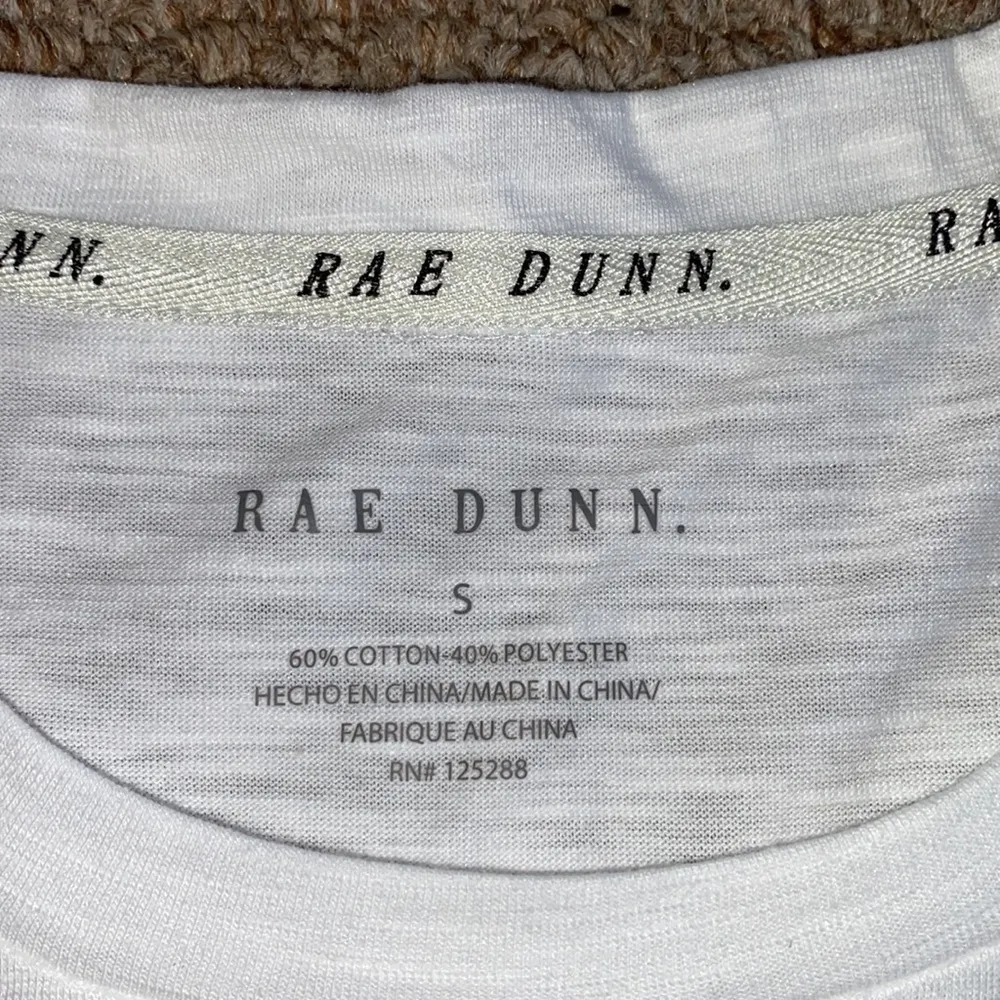 NN. RAE DUNN. RA
RAE DUNN.
S
60% COTTON-40% POLYESTER
HECHO EN CHINA/MADE IN CHINA/
FABRIQUE AU CHINA
RN# 125288